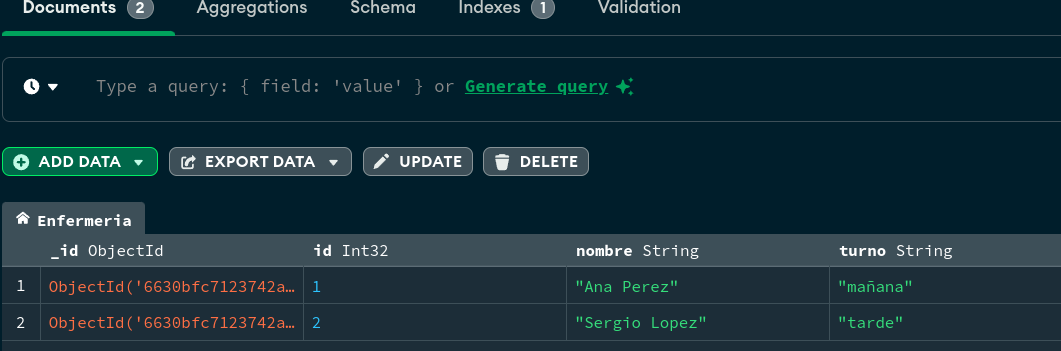 Documents 2 Aggregations Schema Indexes 1 Validation
Type a query: { field: 'value' } or Generate query
ADD DATA EXPORT DATA UPDATE DELETE
Enfermeria
_id ObjectId id Int32 nombre String turno String
1 ObjectId('6630bfc7123742a… 1 "Ana Perez" "mañana"
2 ObjectId('6630bfc7123742a… 2 "Sergio Lopez" "tarde"